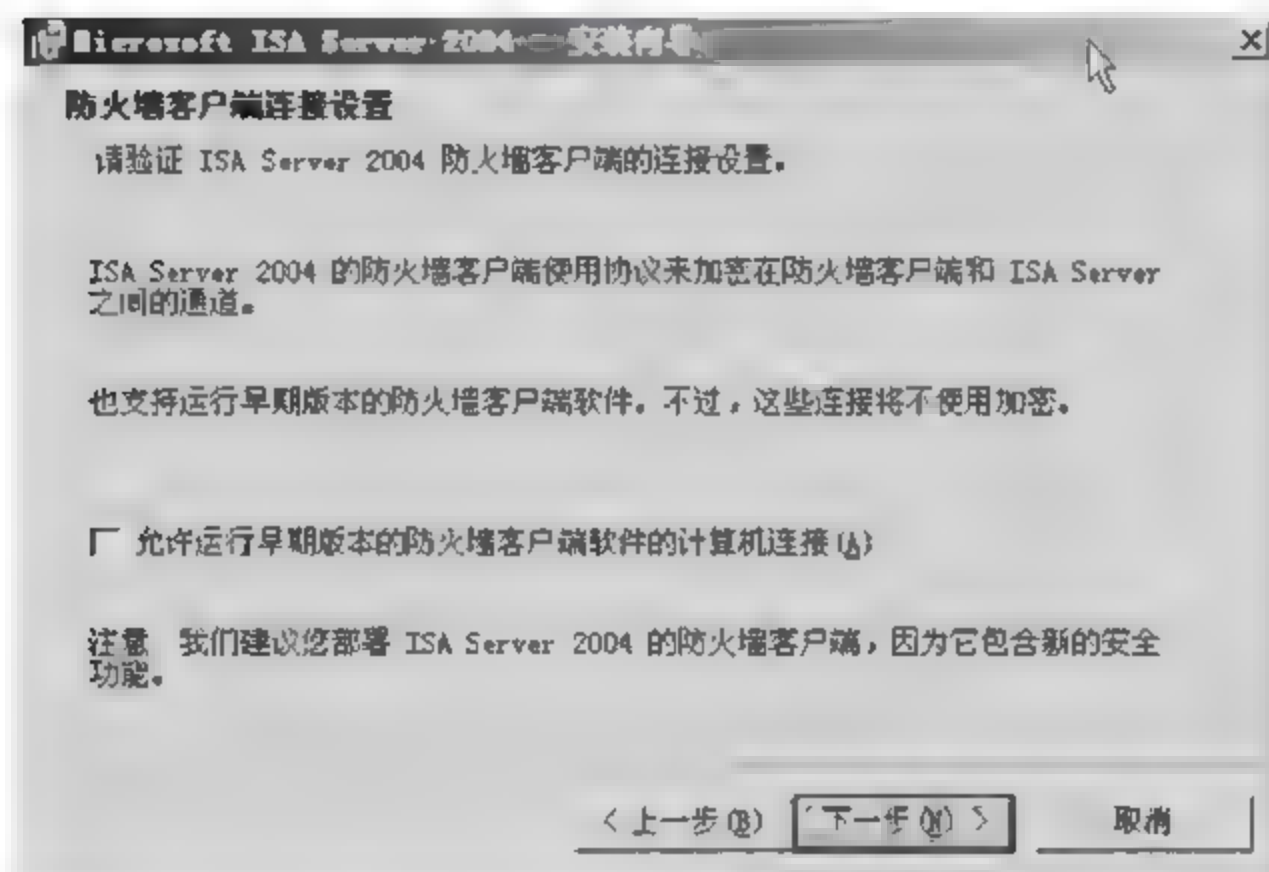 Microsoft ISA Server 2004 - 安装向导
防火墙客户端连接设置
请验证 ISA Server 2004 防火墙客户端的连接设置。
ISA Server 2004 的防火墙客户端使用协议来加密在防火墙客户端和 ISA Server
之间的通道。
也支持运行早期版本的防火墙客户端软件。不过,这些连接将不使用加密。
允许运行早期版本的防火墙客户端软件的计算机连接(A)
注意 我们建议您部署 ISA Server 2004 的防火墙客户端,因为它包含新的安全
功能。
< 上一步(B) 下一步(N) > 取消